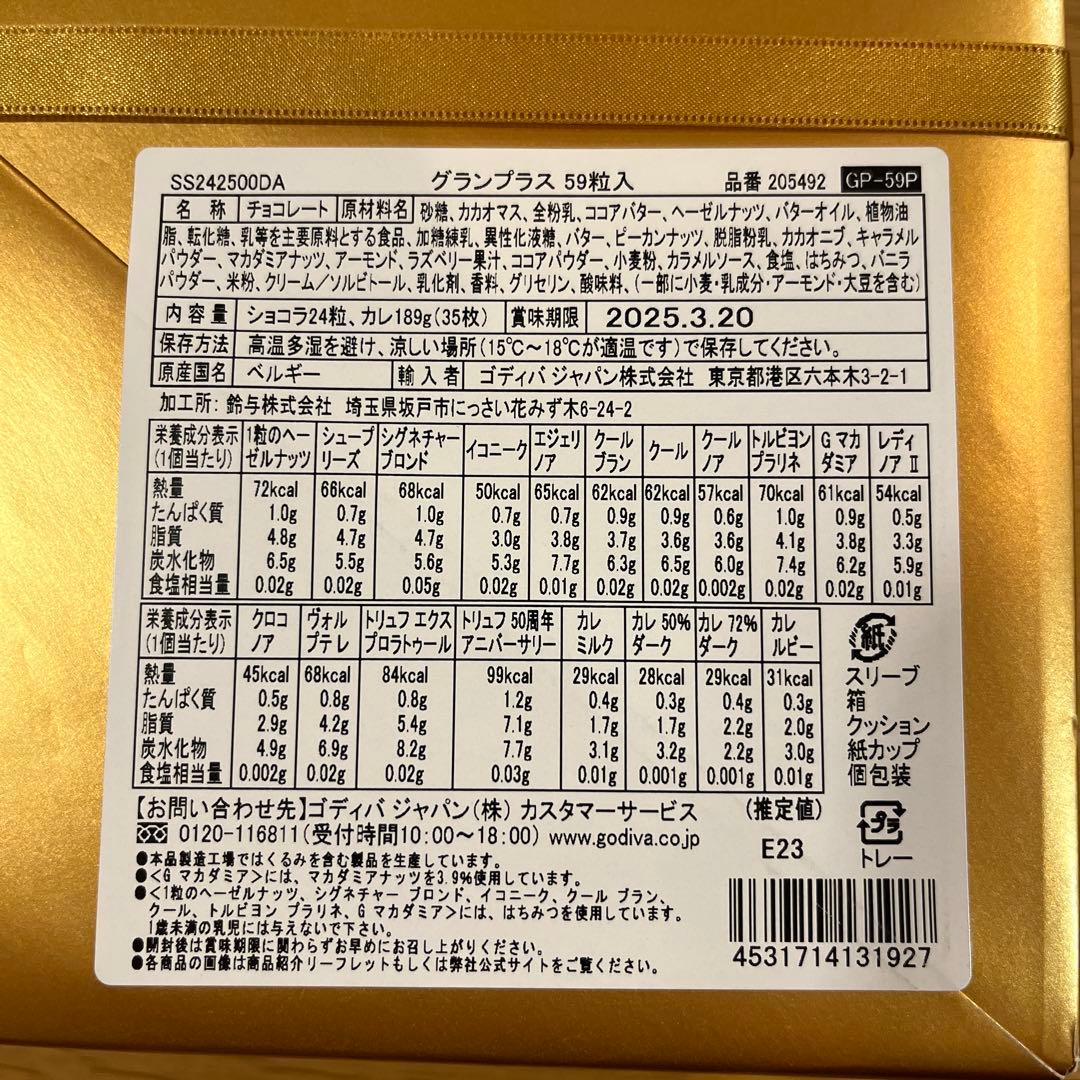 SS242500DA グランプラス 59粒入 品番 205492 GP-59P
名 称 チョコレート 原材料名 砂糖、カカオマス、全粉乳、ココアバター、ヘーゼルナッツ、バターオイル、植物油
脂、転化糖、乳等を主要原料とする食品、加糖練乳、異性化液糖、バター、ピーカンナッツ、脱脂粉乳、カカオニブ、キャラメル
パウダー、マカダミアナッツ、アーモンド、ラズベリー果汁、ココアパウダー、小麦粉、カラメルソース、食塩、はちみつ、バニラ
パウダー、米粉、クリーム／ソルビトール、乳化剤、香料、グリセリン、酸味料、(一部に小麦・乳成分・アーモンド・大豆を含む)
内 容 量 ショコラ24粒、カレ189g(35枚) 賞味期限 2025.3.20
保存方法 高温多湿を避け、涼しい場所(15℃～18℃が適温です)で保存してください。
原産国名 ベルギー 輸 入 者 ゴディバ ジャパン株式会社 東京都港区六本木3-2-1
加工所: 鈴与株式会社 埼玉県坂戸市にっさい花みず木6-24-2
栄養成分表示 1粒のヘー シュープ シグネチャー イコニーク エジェリ クール クール クール トルビヨン G マカ レディ
(1個当たり) ゼルナッツ リーズ ブロンド ノア ブラン ノア プラリネ ダミア ノア Ⅱ
熱量 72kcal 66kcal 68kcal 50kcal 65kcal 62kcal 62kcal 57kcal 70kcal 61kcal 54kcal
たんぱく質 1.0g 0.7g 1.0g 0.7g 0.7g 0.9g 0.9g 0.6g 1.0g 0.9g 0.5g
脂質 4.8g 4.7g 4.7g 3.0g 3.8g 3.7g 3.6g 3.6g 4.1g 3.8g 3.3g
炭水化物 6.5g 5.5g 5.6g 5.3g 7.7g 6.3g 6.5g 6.0g 7.4g 6.2g 5.9g
食塩相当量 0.02g 0.02g 0.05g 0.02g 0.01g 0.02g 0.02g 0.002g 0.02g 0.02g 0.01g
栄養成分表示 クロコ ヴォル トリュフ エクス トリュフ 50周年 カレ カレ 50% カレ 72% カレ
(1個当たり) ノア プテレ プロラトゥール アニバーサリー ミルク ダーク ダーク ルビー
熱量 45kcal 68kcal 84kcal 99kcal 29kcal 28kcal 29kcal 31kcal
たんぱく質 0.5g 0.8g 0.8g 1.2g 0.4g 0.3g 0.4g 0.3g
脂質 2.9g 4.2g 5.4g 7.1g 1.7g 1.7g 2.2g 2.0g
炭水化物 4.9g 6.9g 8.2g 7.7g 3.1g 3.2g 2.2g 3.0g
食塩相当量 0.002g 0.02g 0.02g 0.03g 0.01g 0.001g 0.001g 0.01g
紙
スリーブ
箱
クッション
紙カップ
個包装
【お問い合わせ先】ゴディバ ジャパン(株) カスタマーサービス (推定値)
0120-116811(受付時間10:00～18:00) www.godiva.co.jp
E23
プラ
トレー
●本品製造工場ではくるみを含む製品を生産しています。
●＜G マカダミア＞には、マカダミアナッツを3.9%使用しています。
●＜1粒のヘーゼルナッツ、シグネチャー ブロンド、イコニーク、クール ブラン、
クール、トルビヨン プラリネ、G マカダミア＞には、はちみつを使用しています。
1歳未満の乳児には与えないで下さい。
●開封後は賞味期限に関わらずお早めにお召し上がりください。
●各商品の画像は商品紹介リーフレットもしくは弊社公式サイトをご覧ください。
4531714131927